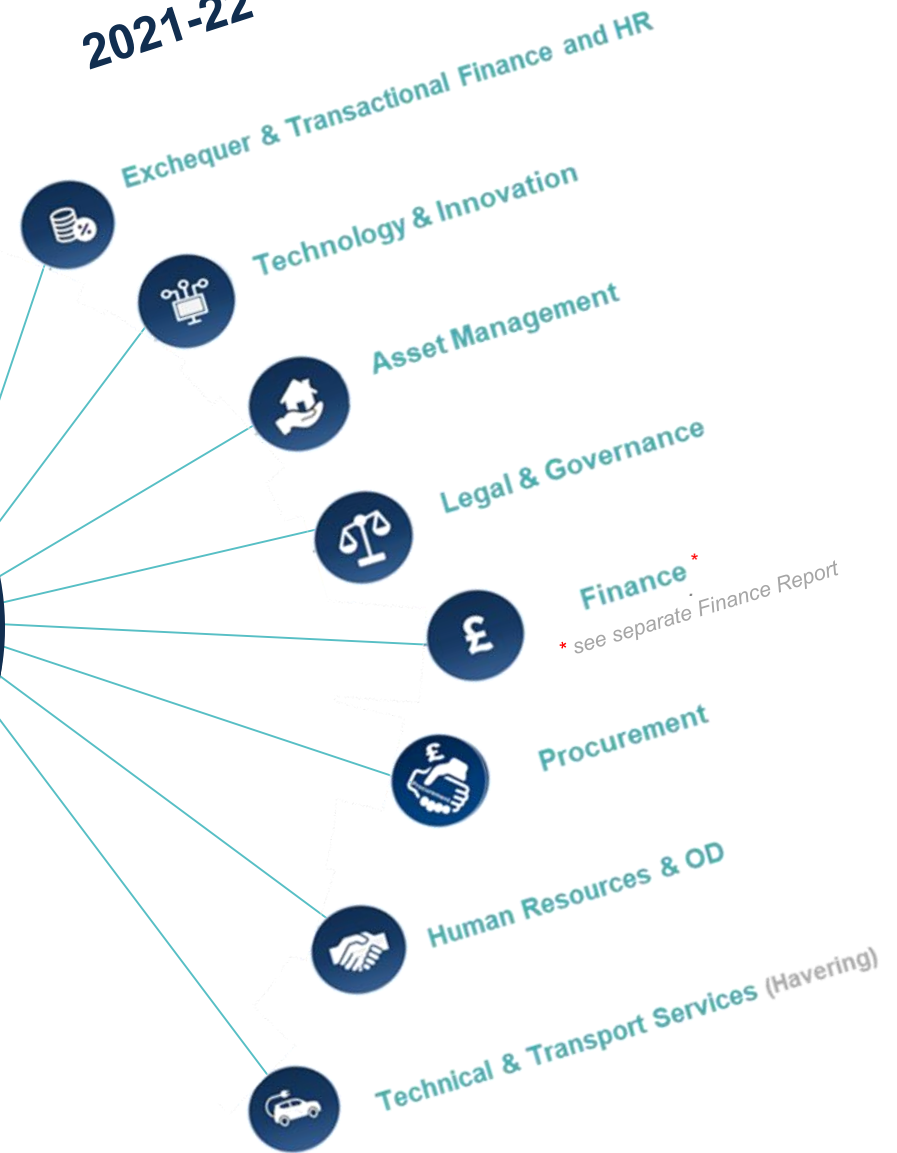 2021-22
Exchequer & Transactional Finance and HR
Technology & Innovation
Asset Management
Legal & Governance
Finance *
* see separate Finance Report
£
£
Procurement
Human Resources & OD
Technical & Transport Services (Havering)